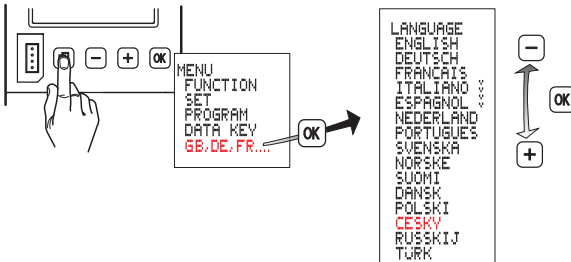 OK
MENU
FUNCTION
SET
PROGRAM
DATA KEY
GB,DE,FR....
OK
LANGUAGE
ENGLISH
DEUTSCH
FRANCAIS
ITALIANO
ESPAGNOL
NEDERLAND
PORTUGUES
SVENSKA
NORSKE
SUOMI
DANSK
POLSKI
CESKY
RUSSKIJ
TURK
OK